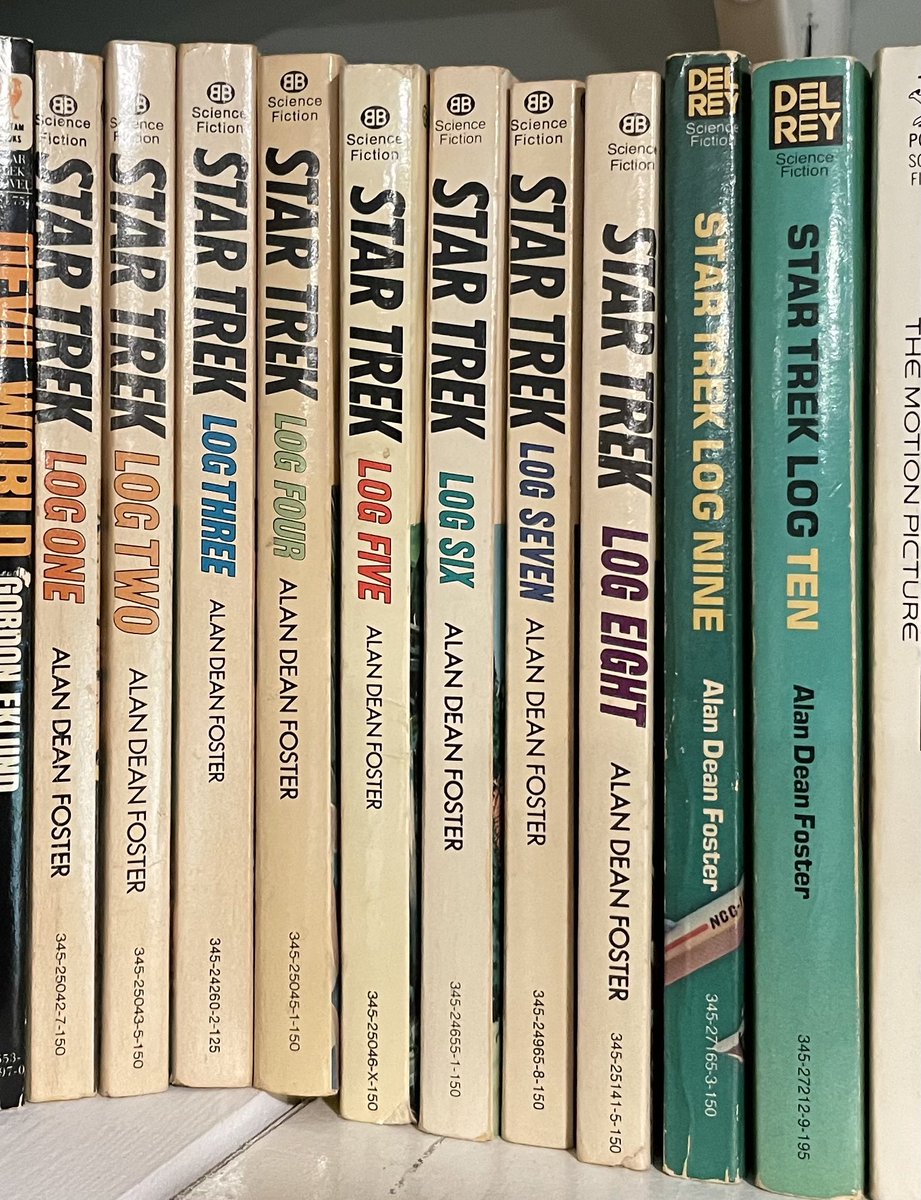 DEVIL WORLD
GORDON EKLUND
BB
Science
Fiction
STAR TREK LOG ONE
ALAN DEAN FOSTER
345-25042-7-150
BB
Science
Fiction
STAR TREK LOG TWO
ALAN DEAN FOSTER
345-25043-5-150
BB
Science
Fiction
STAR TREK LOG THREE
ALAN DEAN FOSTER
345-24260-2-125
BB
Science
Fiction
STAR TREK LOG FOUR
ALAN DEAN FOSTER
345-25045-1-150
BB
Science
Fiction
STAR TREK LOG FIVE
ALAN DEAN FOSTER
345-25046-X-150
BB
Science
Fiction
STAR TREK LOG SIX
ALAN DEAN FOSTER
345-24655-1-150
BB
Science
Fiction
STAR TREK LOG SEVEN
ALAN DEAN FOSTER
345-24965-8-150
BB
Science
Fiction
STAR TREK LOG EIGHT
ALAN DEAN FOSTER
345-25141-5-150
DEL
REY
Science
Fiction
STAR TREK LOG NINE
Alan Dean Foster
NCC-1
345-27165-3-150
DEL
REY
Science
Fiction
STAR TREK LOG TEN
Alan Dean Foster
345-27212-9-195
THE MOTION PICTURE